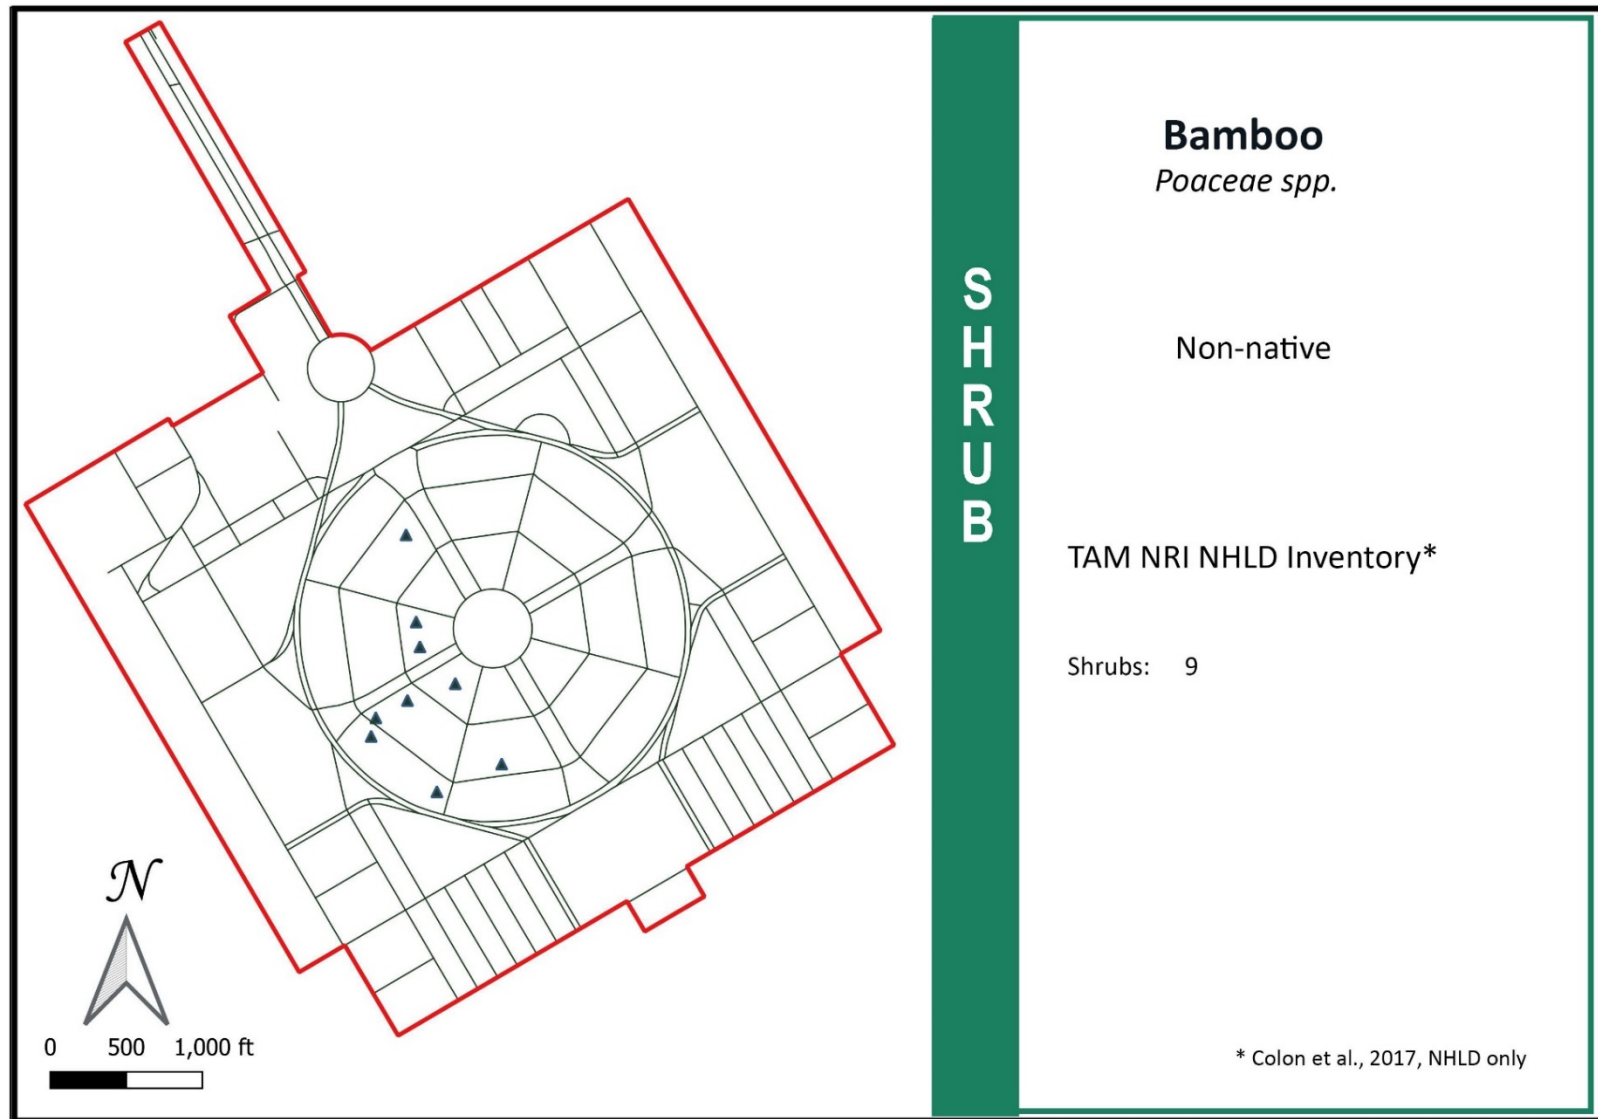 N
0 500 1,000 ft
S
H
R
U
B
Bamboo
Poaceae spp.
Non-native
TAM NRI NHLD Inventory*
Shrubs: 9
* Colon et al., 2017, NHLD only